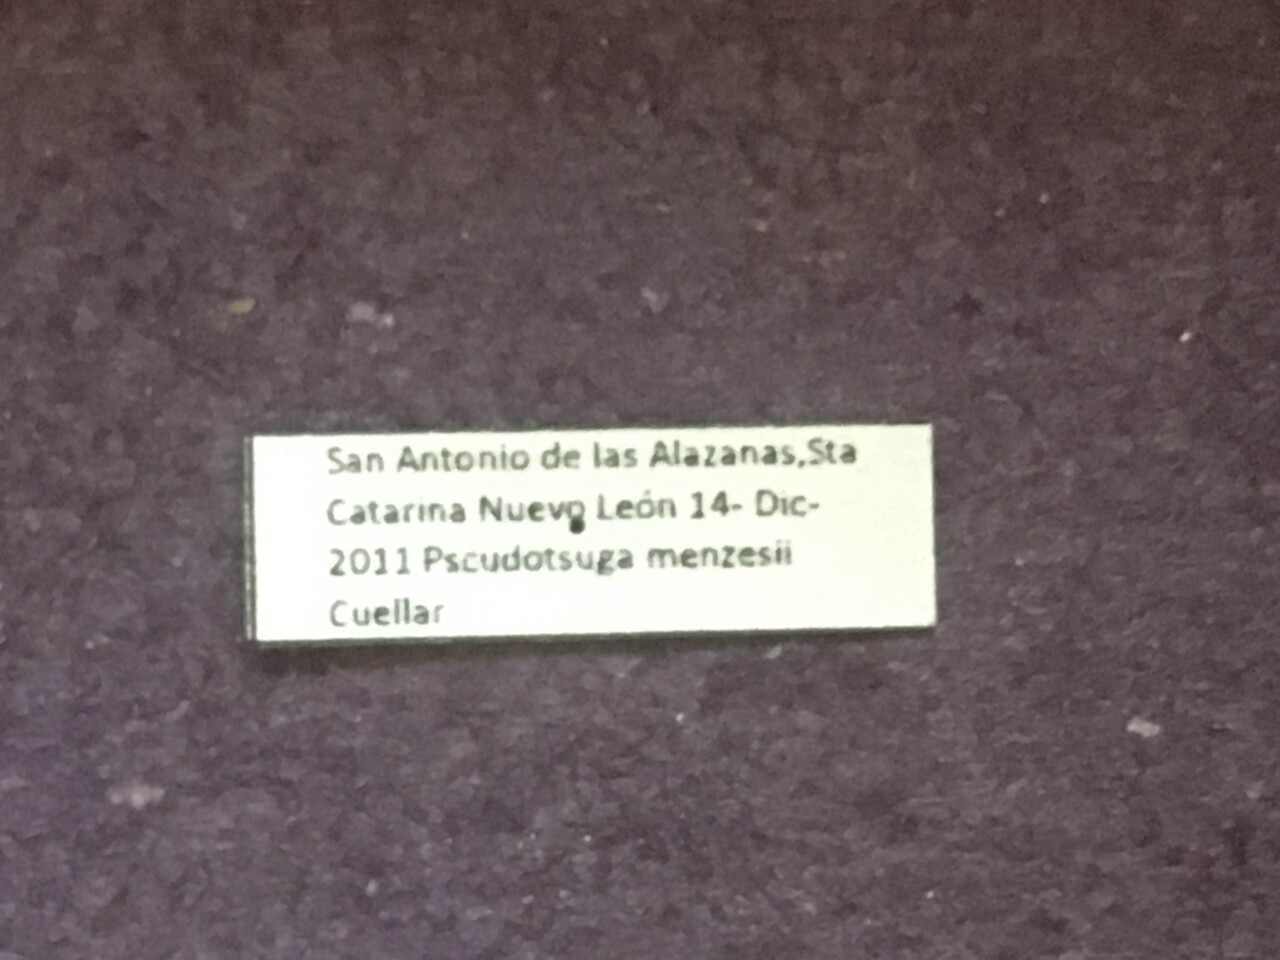 San Antonio de las Alazanas,Sta
Catarina Nuevo León 14- Dic-
2011 Pscudotsuga menzesii
Cuellar